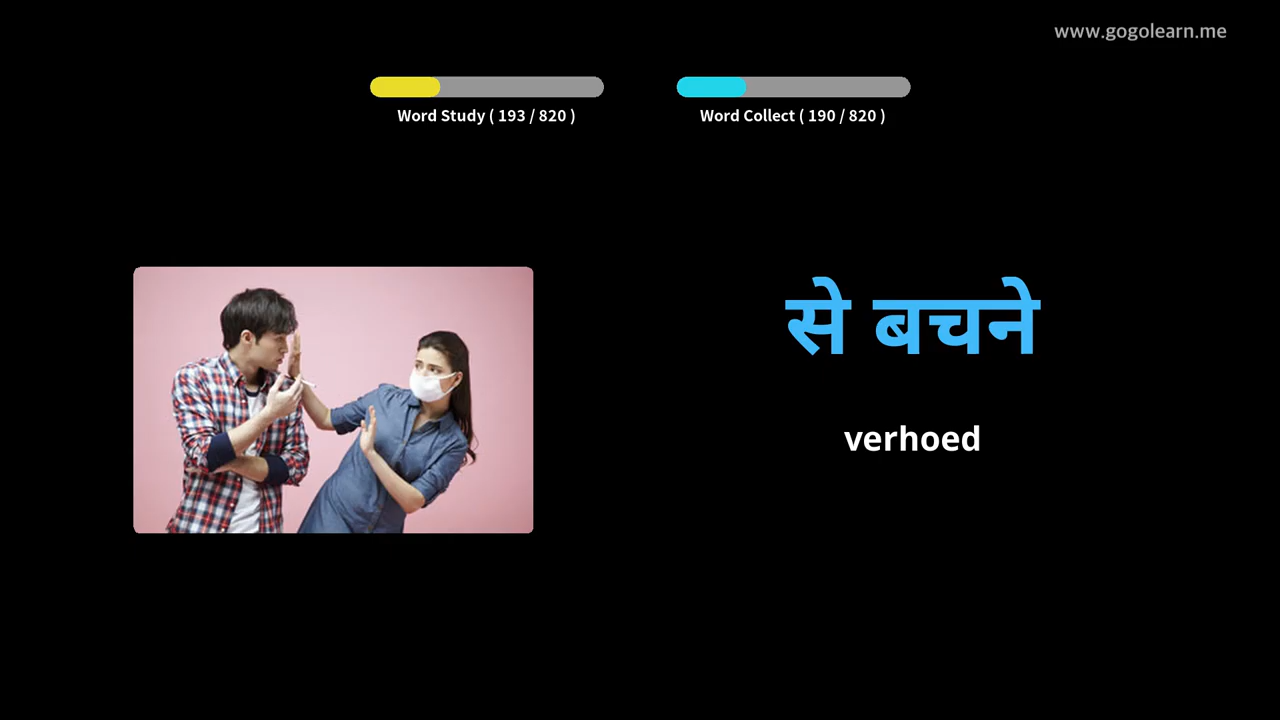 www.gogolearn.me
Word Study ( 193 / 820 )
Word Collect ( 190 / 820 )
से बचने
verhoed